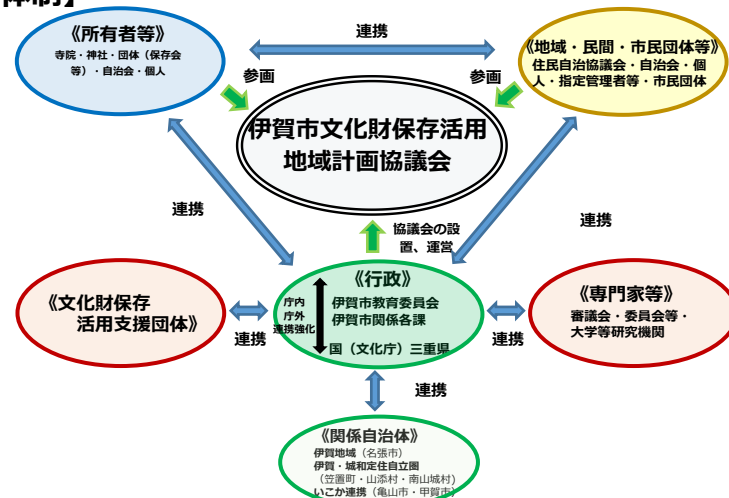 体制】
《所有者等》
寺院・神社・団体（保存会
等）・自治会・個人
連携
《地域・民間・市民団体等》
住民自治協議会・自治会・個
人・指定管理者等・市民団体
参画
参画
伊賀市文化財保存活用
地域計画協議会
連携
連携
協議会の設
置、運営
《文化財保存
活用支援団体》
連携
《行政》
庁内
庁外
連携強化
伊賀市教育委員会
伊賀市関係各課
国（文化庁）三重県
連携
《専門家等》
審議会・委員会等・
大学等研究機関
連携
《関係自治体》
伊賀地域（名張市）
伊賀・城和定住自立圏
（笠置町・山添村・南山城村）
いこか連携（亀山市・甲賀市）